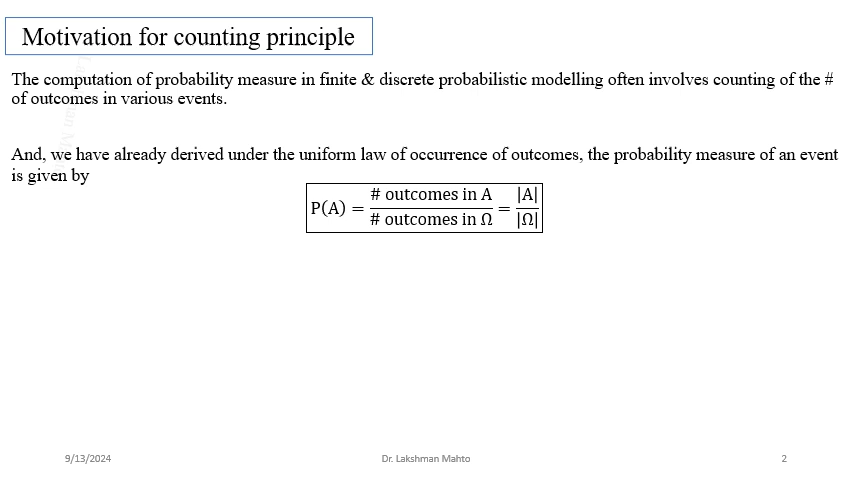 Motivation for counting principle
The computation of probability measure in finite & discrete probabilistic modelling often involves counting of the #
of outcomes in various events.
And, we have already derived under the uniform law of occurrence of outcomes, the probability measure of an event
is given by
P(A) = # outcomes in A / # outcomes in Ω = |A| / |Ω|
9/13/2024
Dr. Lakshman Mahto
2